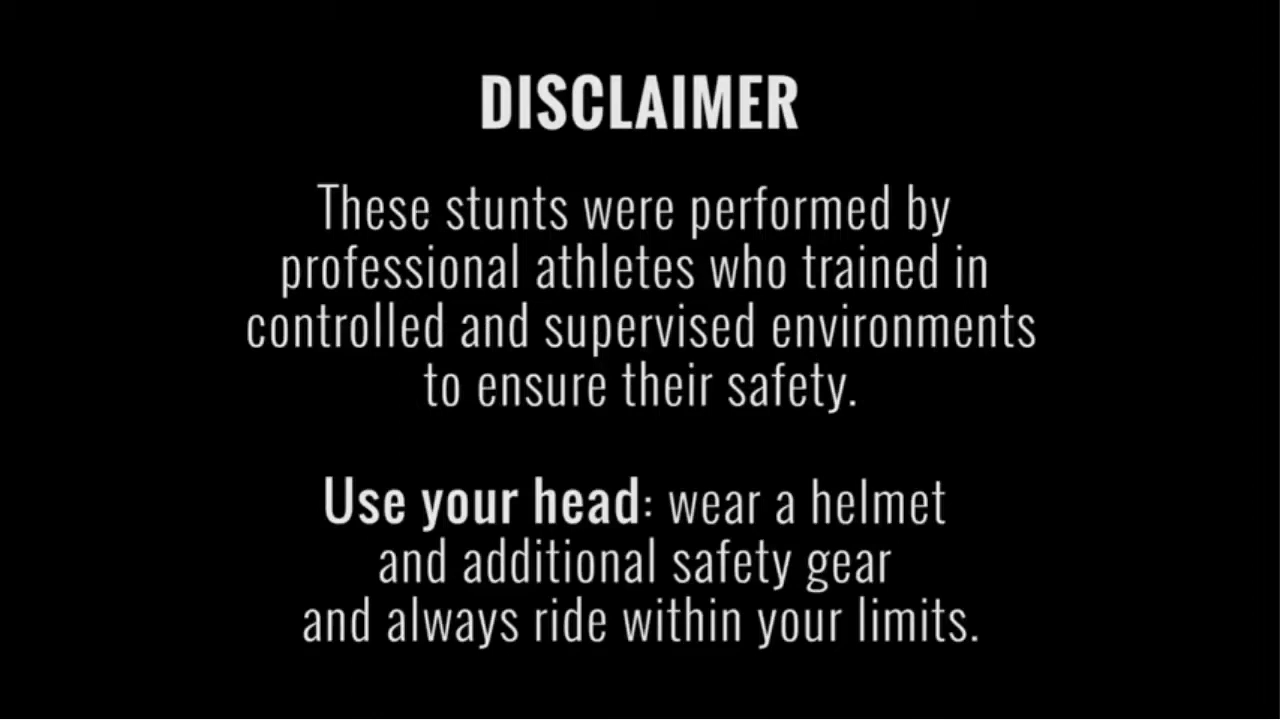 DISCLAIMER
These stunts were performed by
professional athletes who trained in
controlled and supervised environments
to ensure their safety.
Use your head: wear a helmet
and additional safety gear
and always ride within your limits.